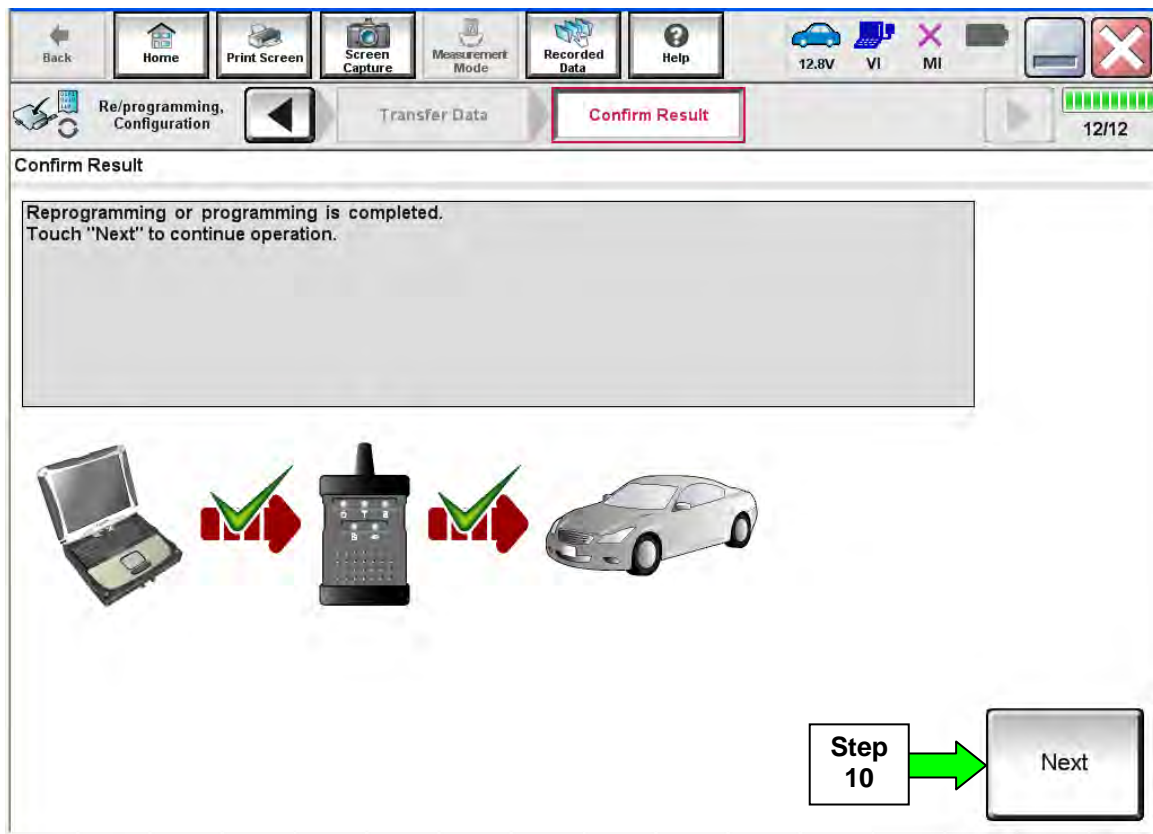 Back
Home
Print Screen
Screen
Capture
Measurement
Mode
Recorded
Data
Help
12.8V
VI
MI
Re/programming,
Configuration
Transfer Data
Confirm Result
12/12
Confirm Result
Reprogramming or programming is completed.
Touch "Next" to continue operation.
Step
10
Next